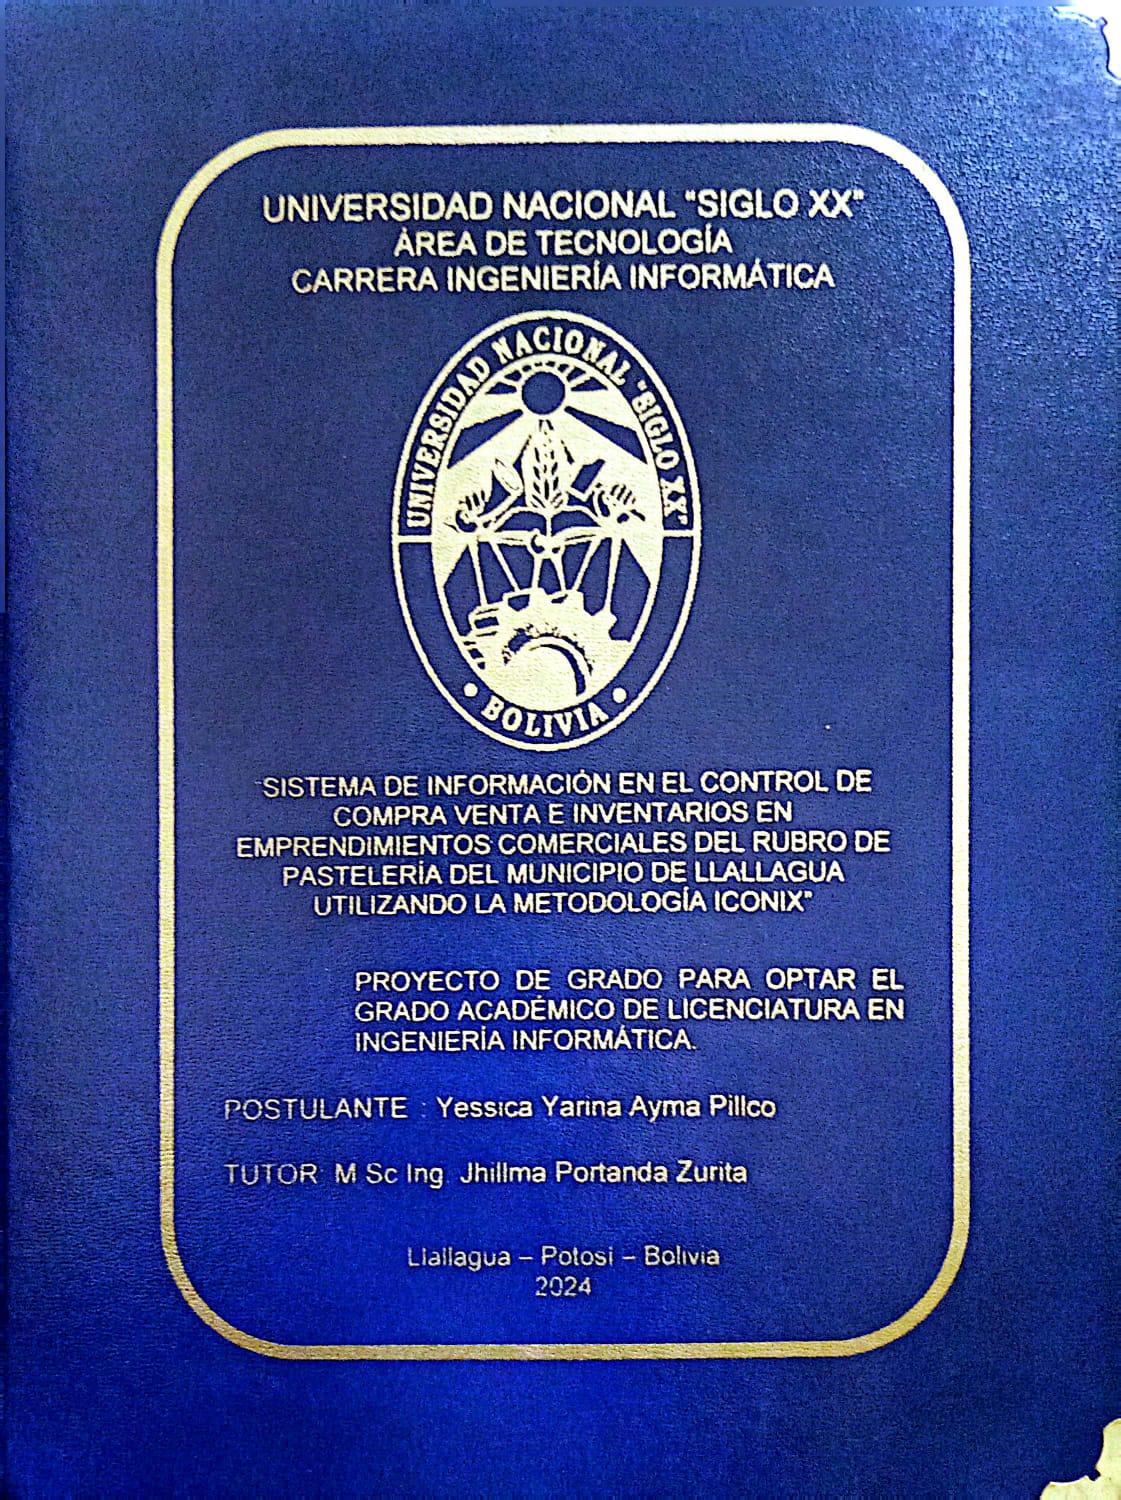 UNIVERSIDAD NACIONAL "SIGLO XX"
ÁREA DE TECNOLOGÍA
CARRERA INGENIERÍA INFORMÁTICA
UNIVERSIDAD NACIONAL "SIGLO XX"
BOLIVIA
"SISTEMA DE INFORMACIÓN EN EL CONTROL DE
COMPRA VENTA E INVENTARIOS EN
EMPRENDIMIENTOS COMERCIALES DEL RUBRO DE
PASTELERÍA DEL MUNICIPIO DE LLALLAGUA
UTILIZANDO LA METODOLOGÍA ICONIX"
PROYECTO DE GRADO PARA OPTAR EL
GRADO ACADÉMICO DE LICENCIATURA EN
INGENIERÍA INFORMÁTICA.
POSTULANTE : Yessica Yarina Ayma Pillco
TUTOR: M Sc Ing. Jhillma Portanda Zurita
Llallagua – Potosí – Bolivia
2024